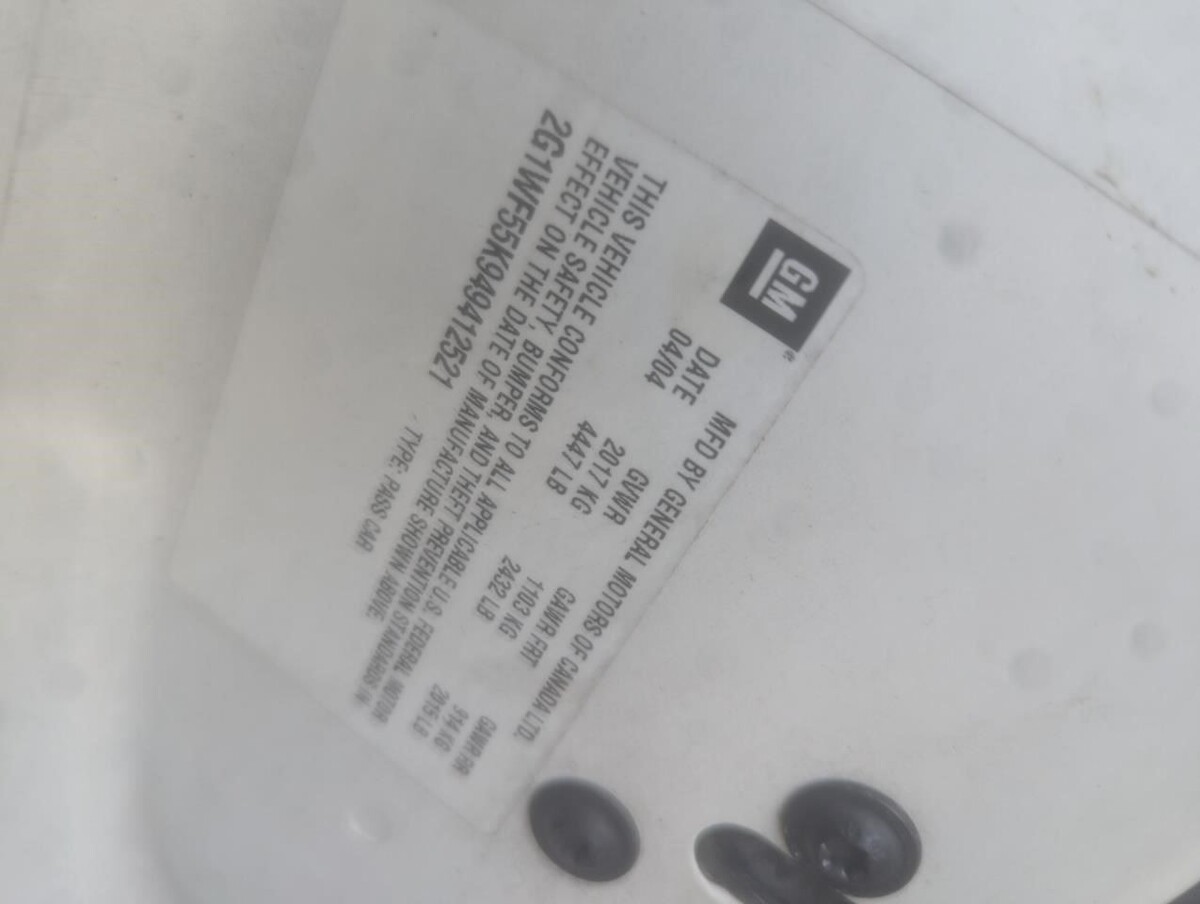 GM
MFD BY GENERAL MOTORS OF CANADA LTD.
DATE GVWR GAWR FRT GAWR RR
04/04 2017 KG 1103 KG 914 KG
4447 LB 2432 LB 2015 LB
THIS VEHICLE CONFORMS TO ALL APPLICABLE U.S. FEDERAL MOTOR
VEHICLE SAFETY, BUMPER, AND THEFT PREVENTION STANDARDS IN
EFFECT ON THE DATE OF MANUFACTURE SHOWN ABOVE.
2G1WF55K949412521 TYPE: PASS CAR